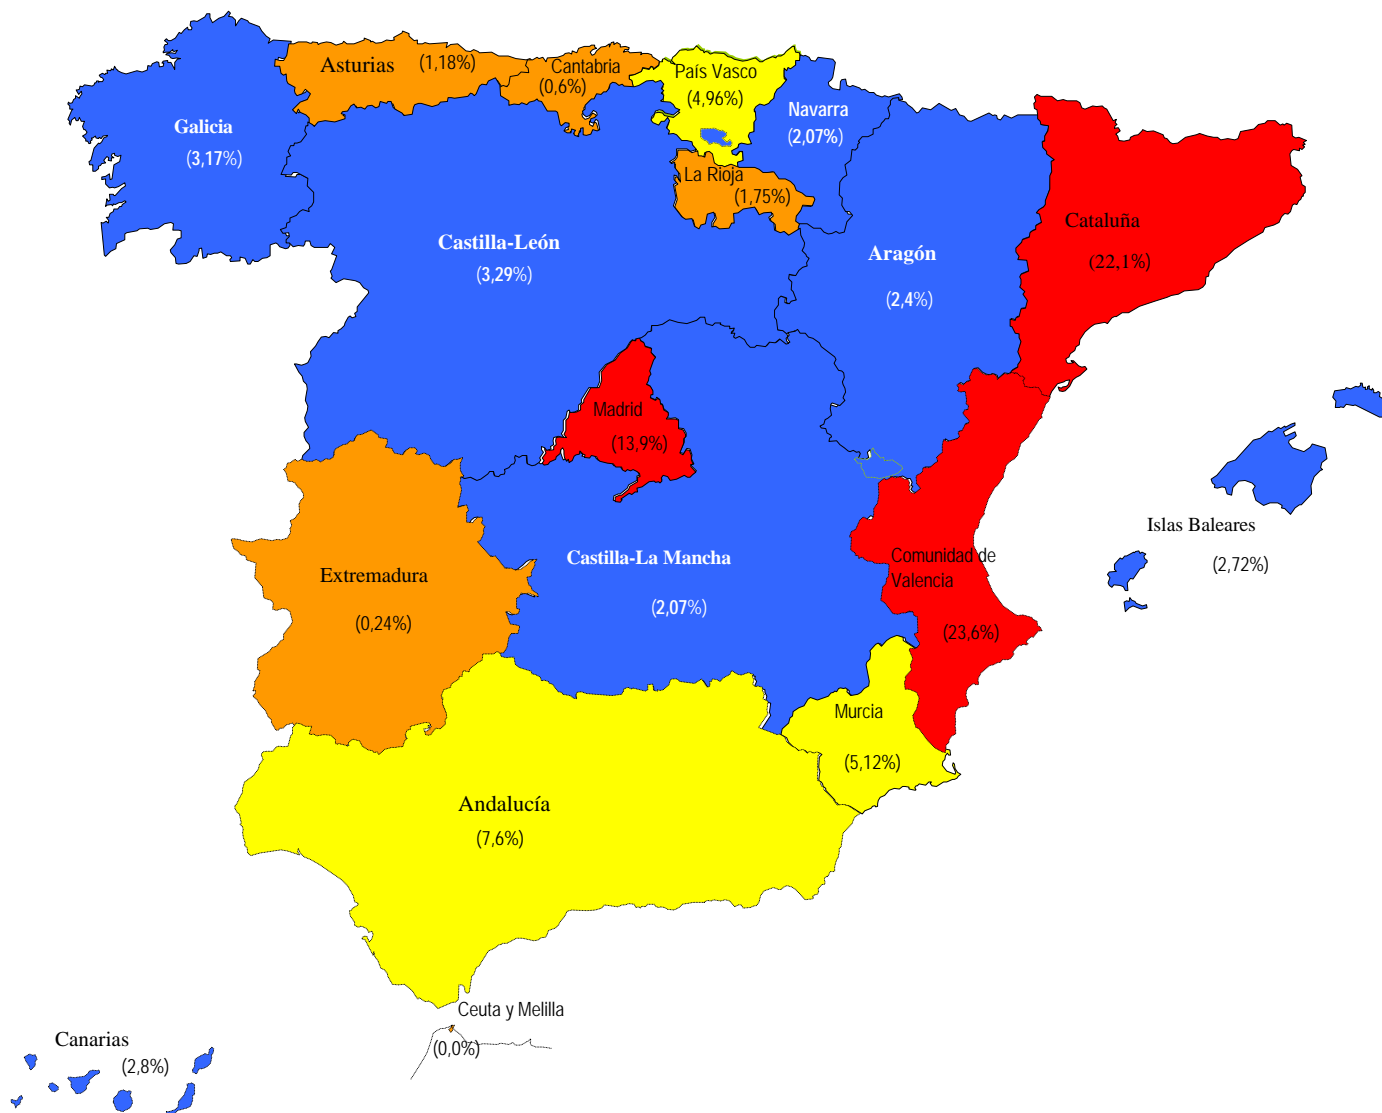 Asturias
(1,18%)
Cantabria
(0,6%)
País Vasco
(4,96%)
Navarra
(2,07%)
Galicia
(3,17%)
La Rioja
(1,75%)
Cataluña
(22,1%)
Castilla-León
(3,29%)
Aragón
(2,4%)
Madrid
(13,9%)
Islas Baleares
(2,72%)
Comunidad de
Valencia
(23,6%)
Castilla-La Mancha
(2,07%)
Extremadura
(0,24%)
Murcia
(5,12%)
Andalucía
(7,6%)
Ceuta y Melilla
(0,0%)
Canarias
(2,8%)